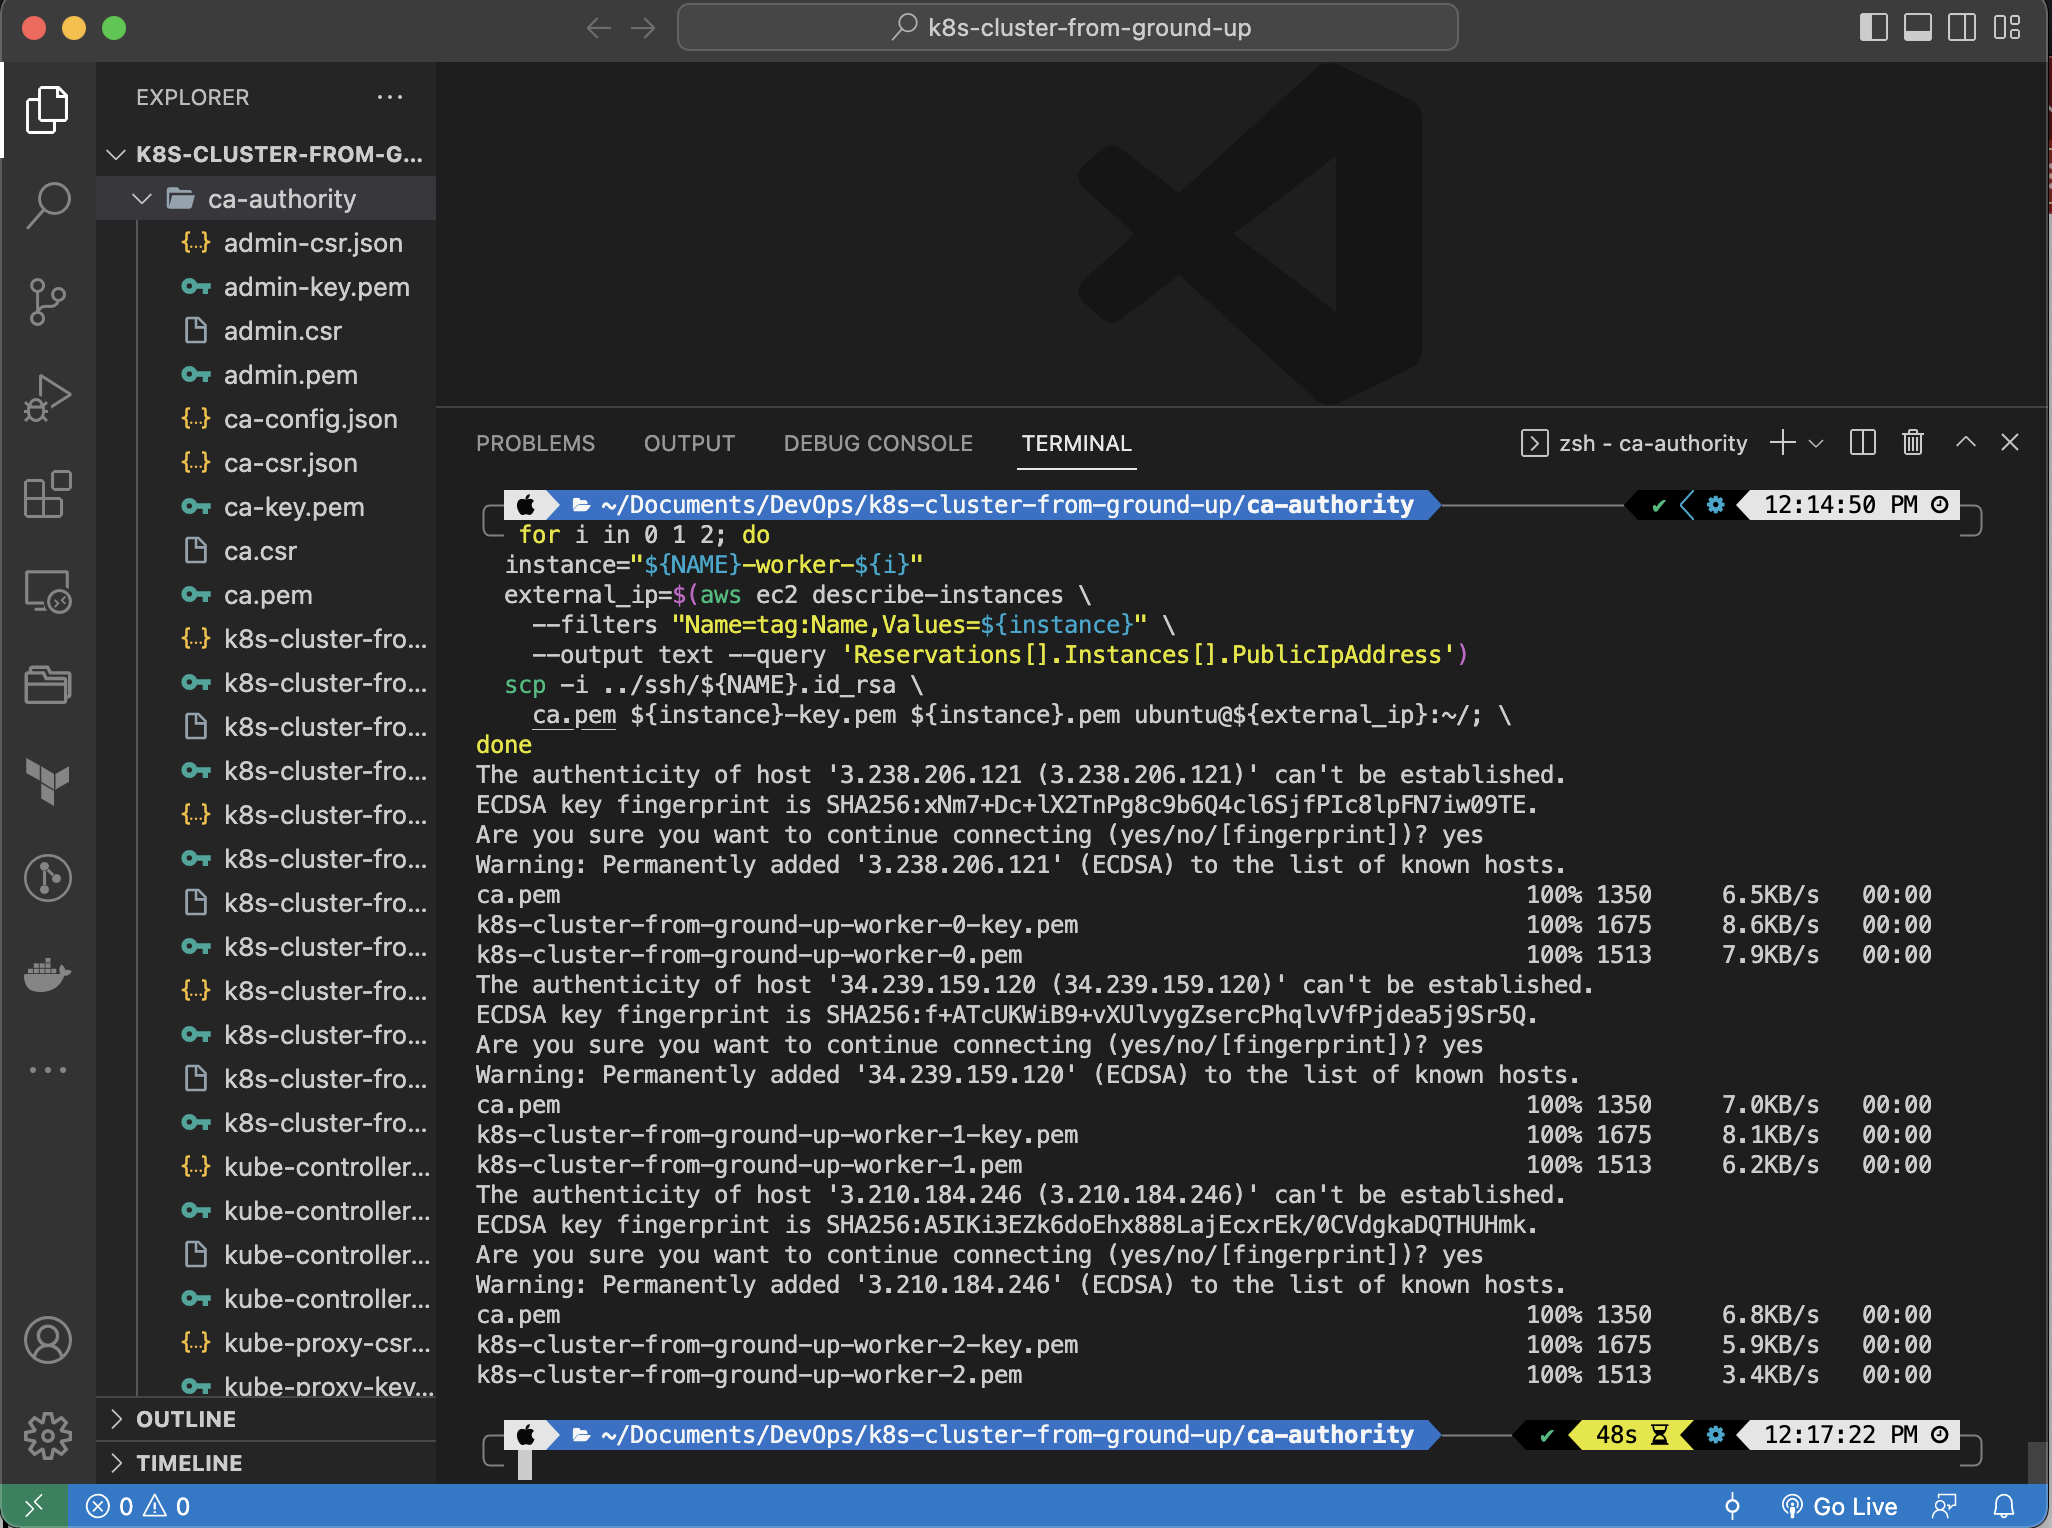 k8s-cluster-from-ground-up
EXPLORER
K8S-CLUSTER-FROM-G...
ca-authority
admin-csr.json
admin-key.pem
admin.csr
admin.pem
ca-config.json
ca-csr.json
ca-key.pem
ca.csr
ca.pem
k8s-cluster-fro...
k8s-cluster-fro...
k8s-cluster-fro...
k8s-cluster-fro...
k8s-cluster-fro...
k8s-cluster-fro...
k8s-cluster-fro...
k8s-cluster-fro...
k8s-cluster-fro...
k8s-cluster-fro...
k8s-cluster-fro...
k8s-cluster-fro...
kube-controller...
kube-controller...
kube-controller...
kube-controller...
kube-proxy-csr...
kube-proxy-key...
OUTLINE
TIMELINE
PROBLEMS OUTPUT DEBUG CONSOLE TERMINAL zsh - ca-authority
~/Documents/DevOps/k8s-cluster-from-ground-up/ca-authority ✔ 12:14:50 PM
for i in 0 1 2; do
instance="${NAME}-worker-${i}"
external_ip=$(aws ec2 describe-instances \
--filters "Name=tag:Name,Values=${instance}" \
--output text --query 'Reservations[].Instances[].PublicIpAddress')
scp -i ../ssh/${NAME}.id_rsa \
ca.pem ${instance}-key.pem ${instance}.pem ubuntu@${external_ip}:~/; \
done
The authenticity of host '3.238.206.121 (3.238.206.121)' can't be established.
ECDSA key fingerprint is SHA256:xNm7+Dc+lX2TnPg8c9b6Q4cl6SjfPIc8lpFN7iw09TE.
Are you sure you want to continue connecting (yes/no/[fingerprint])? yes
Warning: Permanently added '3.238.206.121' (ECDSA) to the list of known hosts.
ca.pem 100% 1350 6.5KB/s 00:00
k8s-cluster-from-ground-up-worker-0-key.pem 100% 1675 8.6KB/s 00:00
k8s-cluster-from-ground-up-worker-0.pem 100% 1513 7.9KB/s 00:00
The authenticity of host '34.239.159.120 (34.239.159.120)' can't be established.
ECDSA key fingerprint is SHA256:f+ATcUKWiB9+vXUlvygZsercPhqlvVfPjdea5j9Sr5Q.
Are you sure you want to continue connecting (yes/no/[fingerprint])? yes
Warning: Permanently added '34.239.159.120' (ECDSA) to the list of known hosts.
ca.pem 100% 1350 7.0KB/s 00:00
k8s-cluster-from-ground-up-worker-1-key.pem 100% 1675 8.1KB/s 00:00
k8s-cluster-from-ground-up-worker-1.pem 100% 1513 6.2KB/s 00:00
The authenticity of host '3.210.184.246 (3.210.184.246)' can't be established.
ECDSA key fingerprint is SHA256:A5IKi3EZk6doEhx888LajEcxrEk/0CVdgkaDQTHUHmk.
Are you sure you want to continue connecting (yes/no/[fingerprint])? yes
Warning: Permanently added '3.210.184.246' (ECDSA) to the list of known hosts.
ca.pem 100% 1350 6.8KB/s 00:00
k8s-cluster-from-ground-up-worker-2-key.pem 100% 1675 5.9KB/s 00:00
k8s-cluster-from-ground-up-worker-2.pem 100% 1513 3.4KB/s 00:00
~/Documents/DevOps/k8s-cluster-from-ground-up/ca-authority ✔ 48s 12:17:22 PM
0 0 Go Live